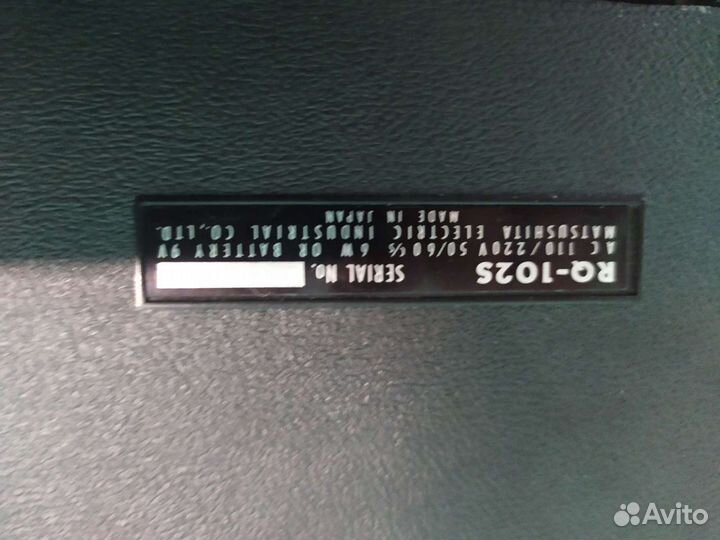 RQ-102S SERIAL No.
AC 110/220V 50/60 c/s 6W OR BATTERY 9V
MATSUSHITA ELECTRIC INDUSTRIAL CO., LTD.
MADE IN JAPAN
Avito